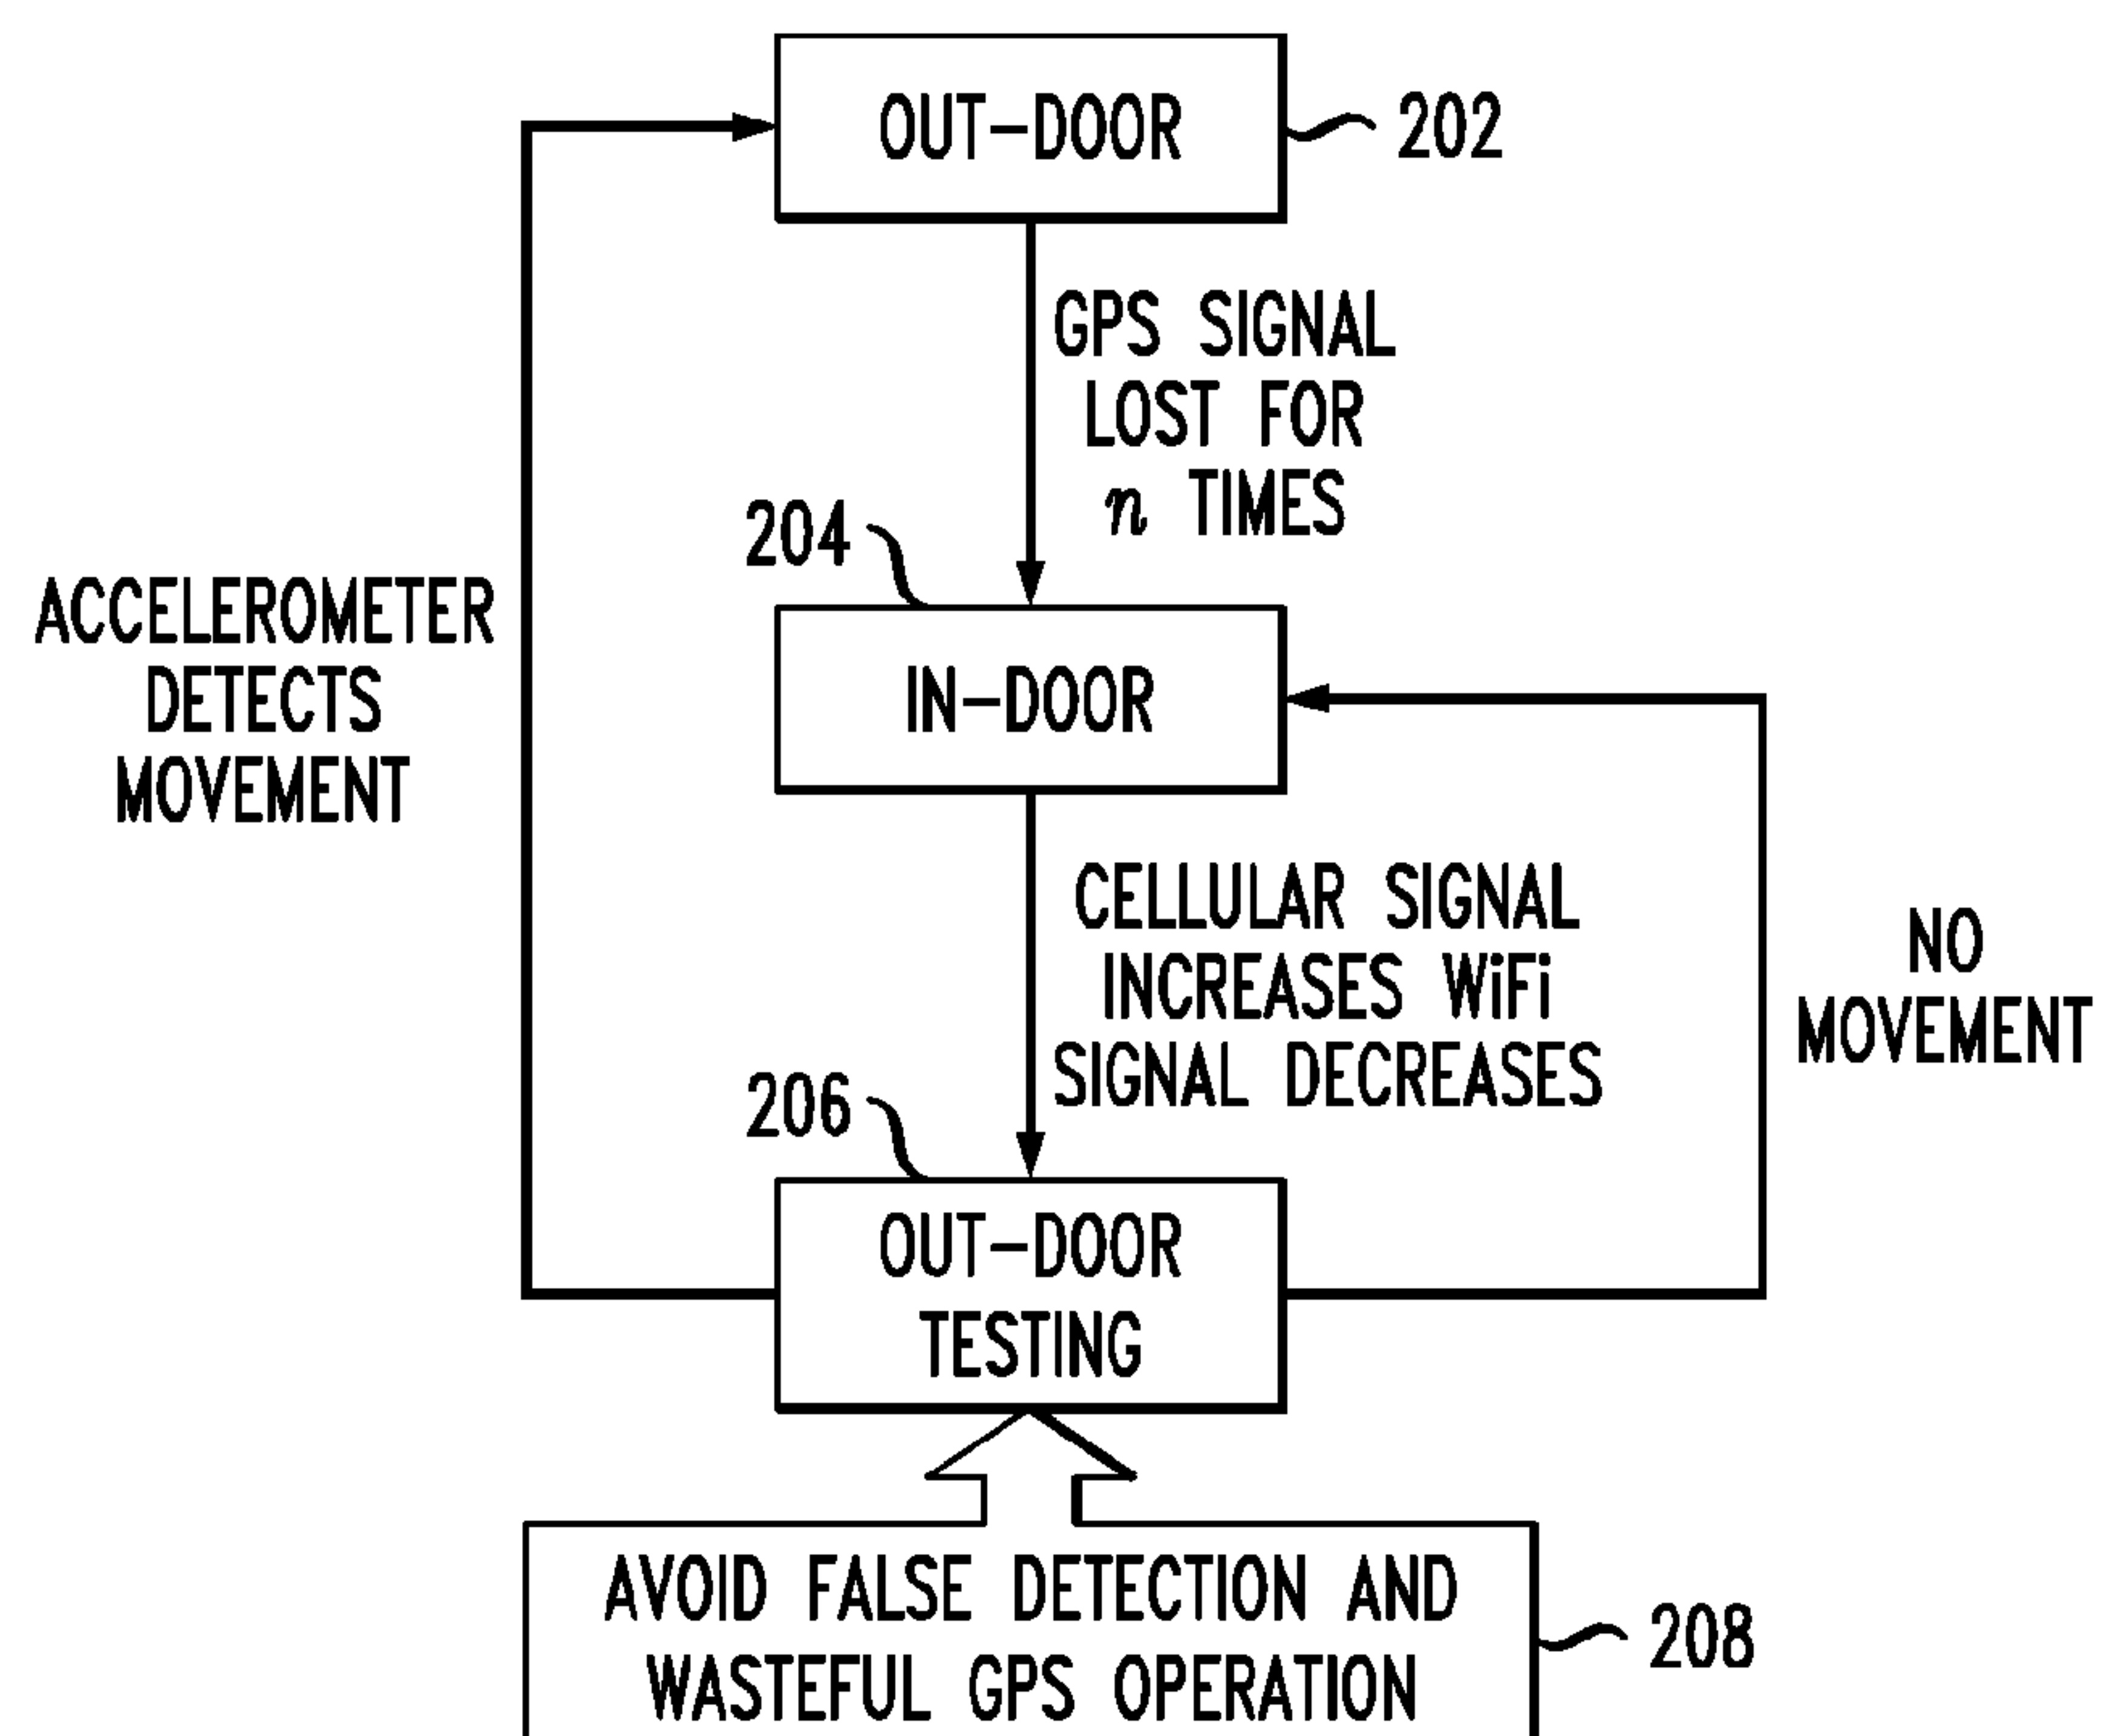 OUT-DOOR
202
GPS SIGNAL
LOST FOR
n TIMES
204
ACCELEROMETER
DETECTS
MOVEMENT
IN-DOOR
CELLULAR SIGNAL
INCREASES WiFi
SIGNAL DECREASES
NO
MOVEMENT
206
OUT-DOOR
TESTING
AVOID FALSE DETECTION AND
WASTEFUL GPS OPERATION
208